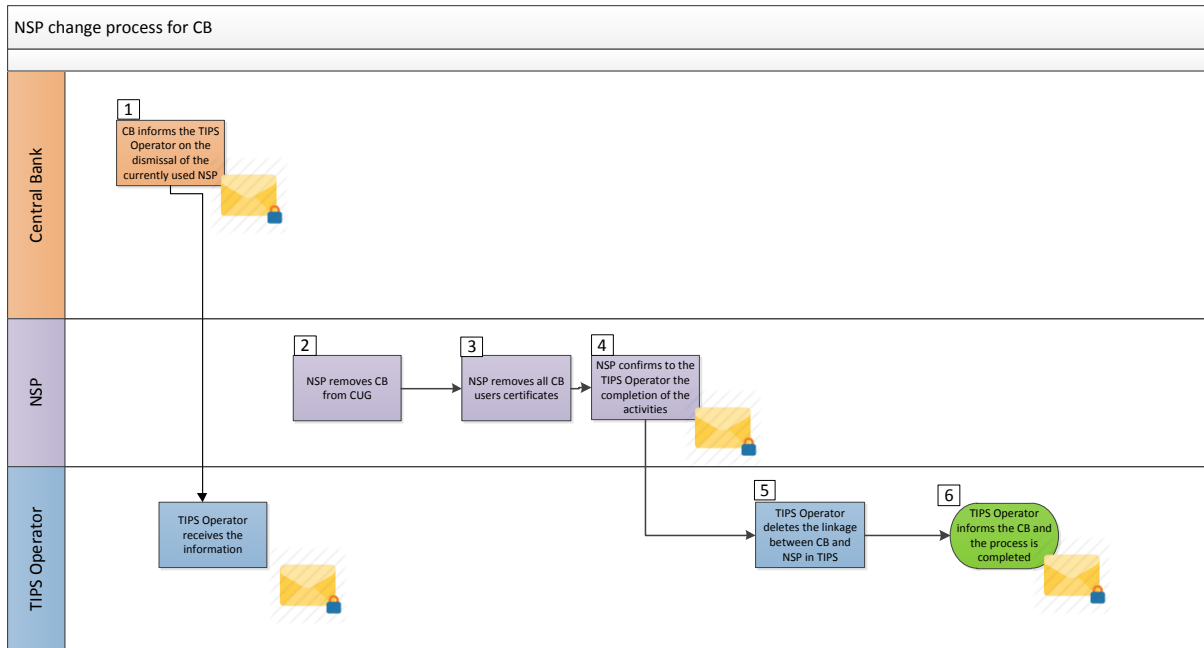 NSP change process for CB
Central Bank
1
CB informs the TIPS
Operator on the
dismissal of the
currently used NSP
NSP
2
NSP removes CB
from CUG
3
NSP removes all CB
users certificates
4
NSP confirms to the
TIPS Operator the
completion of the
activities
TIPS Operator
TIPS Operator
receives the
information
5
TIPS Operator
deletes the linkage
between CB and
NSP in TIPS
6
TIPS Operator
informs the CB and
the process is
completed